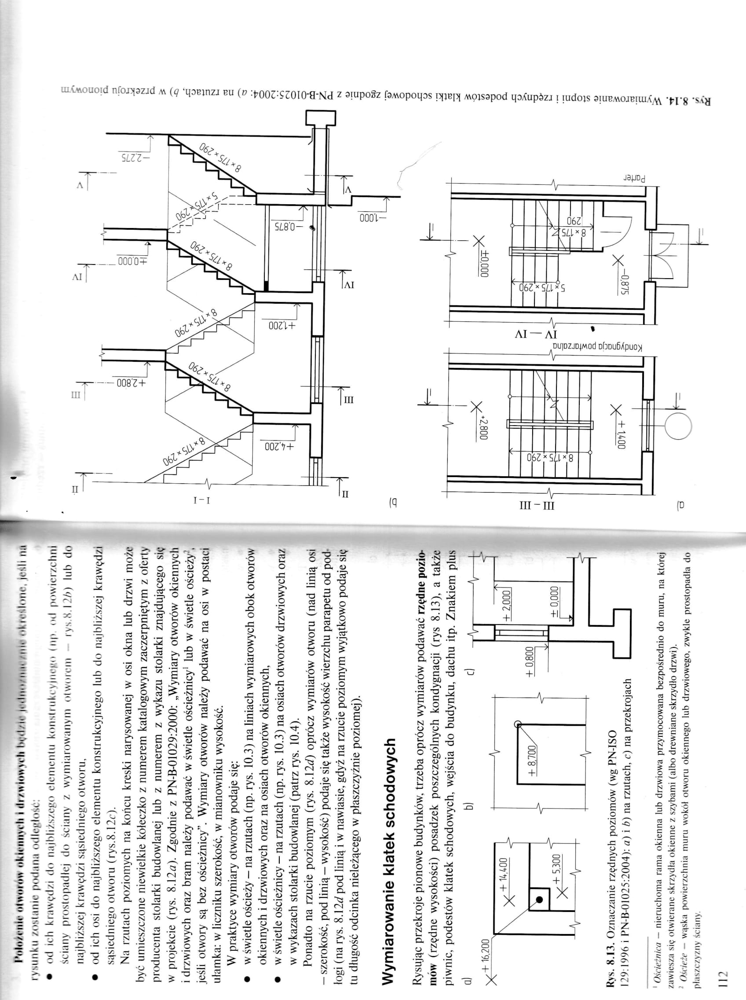 Położenie otworów okiennych i drzwiowych będzie jednoznacznie określone, jeśli na
rysunku zostanie podana odległość:
● od ich krawędzi do najbliższego elementu konstrukcyjnego (np. od powierzchni
ściany prostopadłej do ściany z wymiarowanym otworem – rys.8.12b) lub do
najbliższej krawędzi sąsiedniego otworu,
● od ich osi do najbliższego elementu konstrukcyjnego lub do najbliższej krawędzi
sąsiedniego otworu (rys.8.12c).
Na rzutach poziomych na końcu kreski narysowanej w osi okna lub drzwi może
być umieszczone niewielkie kółeczko z numerem katalogowym zaczerpniętym z oferty
producenta stolarki budowlanej lub z numerem z wykazu stolarki znajdującego się
w projekcie (rys. 8.12a). Zgodnie z PN-B-01029:2000: „Wymiary otworów okiennych
i drzwiowych oraz bram należy podawać w świetle ościeżnicy¹ lub w świetle ościeży²,
jeśli otwory są bez ościeżnicy”. Wymiary otworów należy podawać na osi w postaci
ułamka: w liczniku szerokość, w mianowniku wysokość.
W praktyce wymiary otworów podaje się:
● w świetle ościeży – na rzutach (np. rys. 10.3) na liniach wymiarowych obok otworów
okiennych i drzwiowych oraz na osiach otworów okiennych,
● w świetle ościeżnicy – na rzutach (np. rys. 10.3) na osiach otworów drzwiowych oraz
w wykazach stolarki budowlanej (patrz rys. 10.4).
Ponadto na rzucie poziomym (rys. 8.12d) oprócz wymiarów otworu (nad linią osi
– szerokość, pod linią – wysokość) podaje się także wysokość wierzchu parapetu od pod-
łogi (na rys. 8.12d pod linią i w nawiasie, gdyż na rzucie poziomym wyjątkowo podaje się
tu długość odcinka nieleżącego w płaszczyźnie poziomej).
Wymiarowanie klatek schodowych
Rysując przekroje pionowe budynków, trzeba oprócz wymiarów podawać rzędne pozio-
mów (rzędne wysokości) posadzek poszczególnych kondygnacji (rys 8.13), a także
piwnic, podestów klatek schodowych, wejścia do budynku, dachu itp. Znakiem plus
a)
b)
c)
+ 16,200
+ 14,400
+ 5,300
+ 8,700
+ 0,800
+ 2,000
± 0,000
Rys. 8.13. Oznaczanie rzędnych poziomów (wg PN-ISO
129:1996 i PN-B-01025:2004): a) i b) na rzutach, c) na przekrojach
¹ Ościeżnica – nieruchoma rama okienna lub drzwiowa przymocowana bezpośrednio do muru, na której
zawiesza się otwierane skrzydła okienne z szybami (albo drewniane skrzydło drzwi).
² Ościeże – wąska powierzchnia muru wokół otworu okiennego lub drzwiowego, zwykle prostopadła do
płaszczyzny ściany.
112
a)
III – III
Kondygnacja powtarzalna
+2,800
8 × 175 × 290
+ 1,400
I
I
IV – IV
Parter
±0,000
5 × 175 × 290
8 × 175
290
–0,875
I
I
b)
I – I
II
II
III
III
IV
IV
V
V
8 × 175 × 290
+4,200
8 × 175 × 290
+2,800
8 × 175 × 290
+1,200
8 × 175 × 290
±0,000
5 × 175 × 290
–0,875
–1,000
8 × 175 × 290
–2,275
Rys. 8.14. Wymiarowanie stopni i rzędnych podestów klatki schodowej zgodnie z PN-B-01025:2004: a) na rzutach, b) w przekroju pionowym